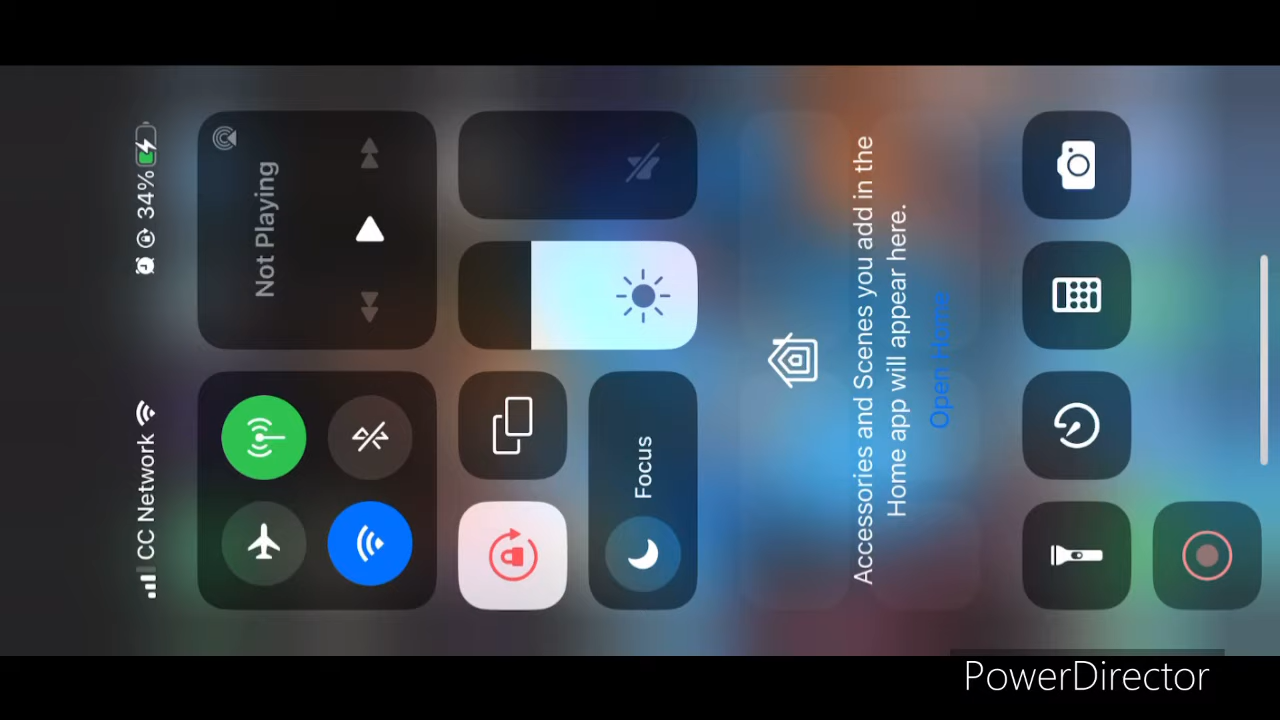 CC Network
34%
Not Playing
Focus
Accessories and Scenes you add in the
Home app will appear here.
Open Home
PowerDirector